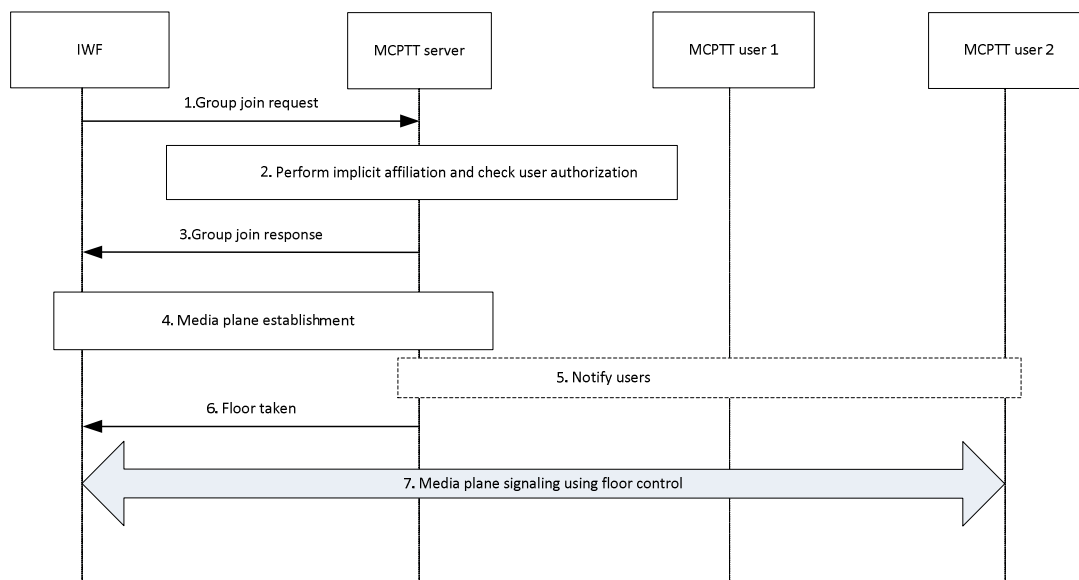 IWF
MCPTT server
MCPTT user 1
MCPTT user 2
1.Group join request
2. Perform implicit affiliation and check user authorization
3.Group join response
4. Media plane establishment
5. Notify users
6. Floor taken
7. Media plane signaling using floor control